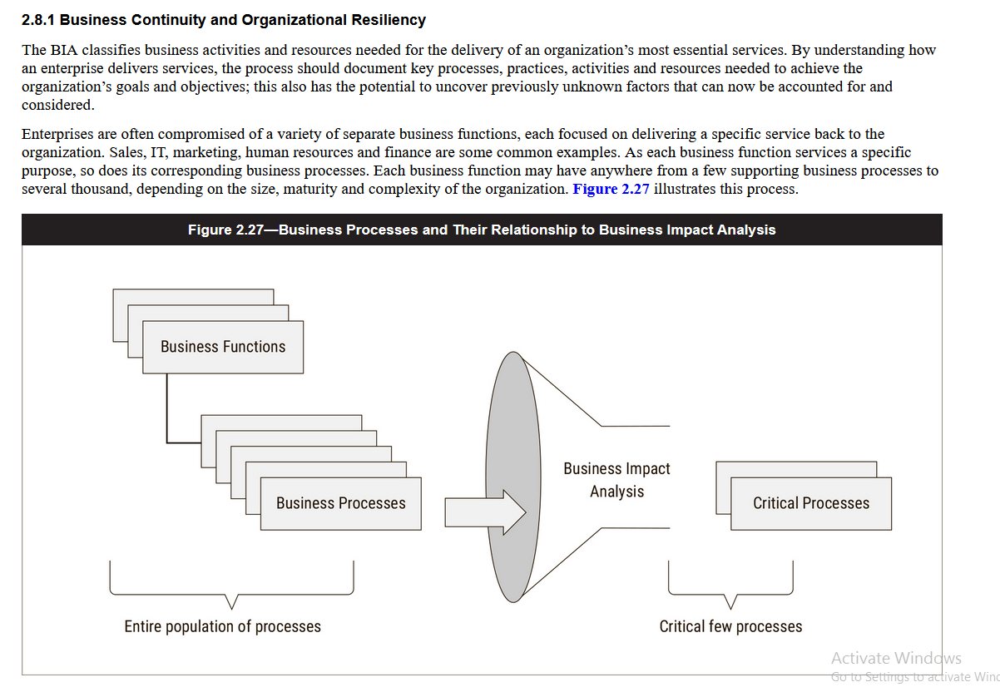 2.8.1 Business Continuity and Organizational Resiliency
The BIA classifies business activities and resources needed for the delivery of an organization’s most essential services. By understanding how
an enterprise delivers services, the process should document key processes, practices, activities and resources needed to achieve the
organization’s goals and objectives; this also has the potential to uncover previously unknown factors that can now be accounted for and
considered.
Enterprises are often compromised of a variety of separate business functions, each focused on delivering a specific service back to the
organization. Sales, IT, marketing, human resources and finance are some common examples. As each business function services a specific
purpose, so does its corresponding business processes. Each business function may have anywhere from a few supporting business processes to
several thousand, depending on the size, maturity and complexity of the organization. Figure 2.27 illustrates this process.
Figure 2.27—Business Processes and Their Relationship to Business Impact Analysis
Business Functions
Business Processes
Business Impact
Analysis
Critical Processes
Entire population of processes
Critical few processes
Activate Windows
Go to Settings to activate Wind